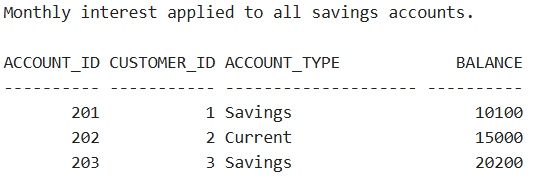 Monthly interest applied to all savings accounts.
ACCOUNT_ID CUSTOMER_ID ACCOUNT_TYPE                 BALANCE
---------- ----------- -------------------- ----------
       201           1 Savings                   10100
       202           2 Current                   15000
       203           3 Savings                   20200